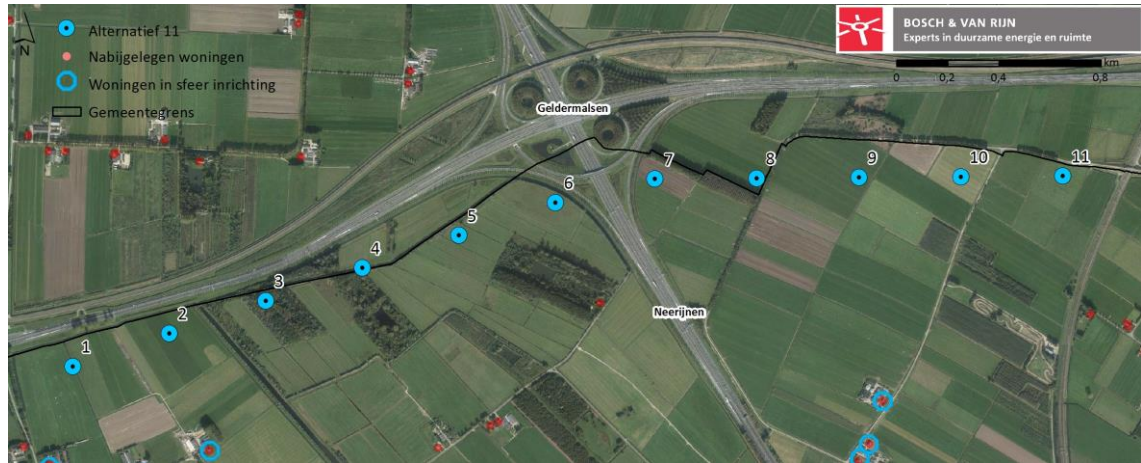 Alternatief 11
Nabijgelegen woningen
Woningen in sfeer inrichting
Gemeentegrens
N
BOSCH & VAN RIJN
Experts in duurzame energie en ruimte
km
0 0,2 0,4 0,8
Geldermalsen
7
8
9
10
11
6
5
4
3
Neerijnen
2
1